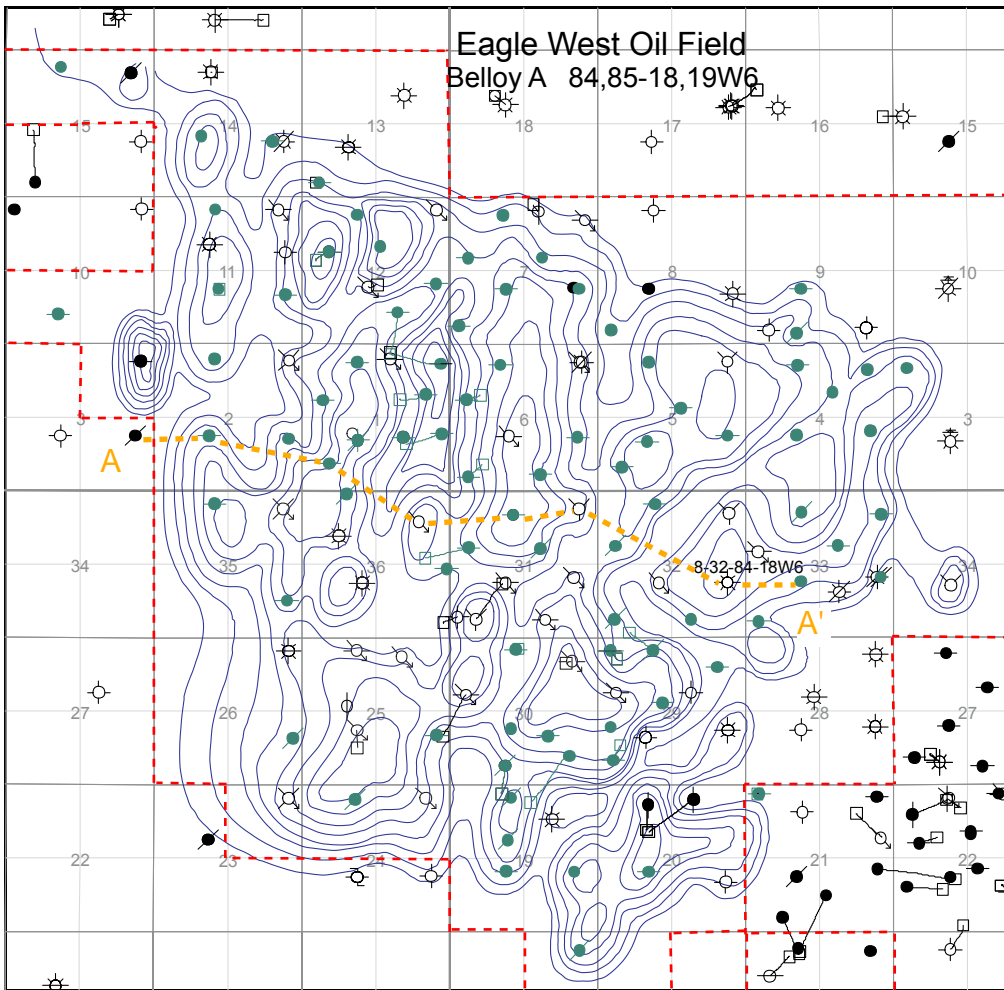 Eagle West Oil Field
Belloy A 84,85-18,19W6
15 14 13 18 17 16 15
10 11 12 7 8 9 10
3 2 1 6 5 4 3
A
34 35 36 31 32 33 34
8-32-84-18W6
A'
27 26 25 30 29 28 27
22 23 24 19 20 21 22